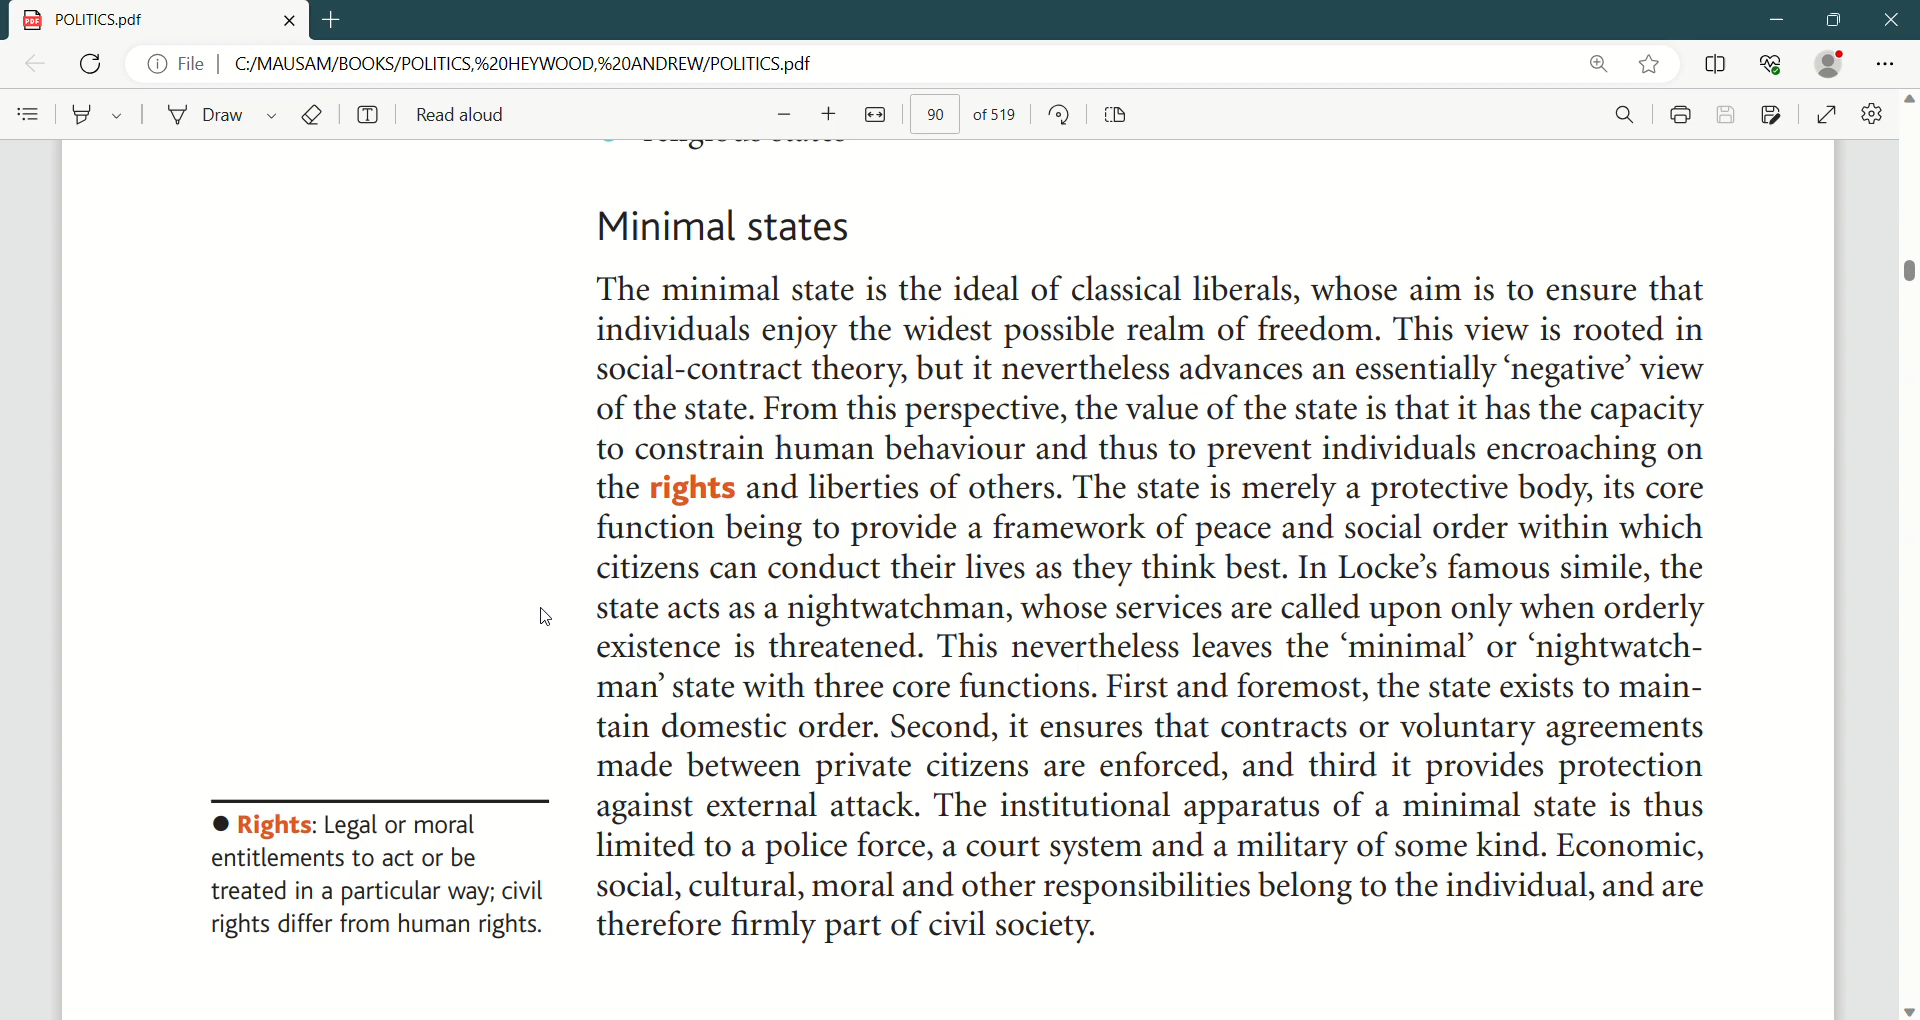 POLITICS.pdf
File
C:/MAUSAM/BOOKS/POLITICS,%20HEYWOOD,%20ANDREW/POLITICS.pdf
Draw
Read aloud
90
of 519
Minimal states
The minimal state is the ideal of classical liberals, whose aim is to ensure that
individuals enjoy the widest possible realm of freedom. This view is rooted in
social-contract theory, but it nevertheless advances an essentially ‘negative’ view
of the state. From this perspective, the value of the state is that it has the capacity
to constrain human behaviour and thus to prevent individuals encroaching on
the rights and liberties of others. The state is merely a protective body, its core
function being to provide a framework of peace and social order within which
citizens can conduct their lives as they think best. In Locke’s famous simile, the
state acts as a nightwatchman, whose services are called upon only when orderly
existence is threatened. This nevertheless leaves the ‘minimal’ or ‘nightwatch-
man’ state with three core functions. First and foremost, the state exists to main-
tain domestic order. Second, it ensures that contracts or voluntary agreements
made between private citizens are enforced, and third it provides protection
against external attack. The institutional apparatus of a minimal state is thus
limited to a police force, a court system and a military of some kind. Economic,
social, cultural, moral and other responsibilities belong to the individual, and are
therefore firmly part of civil society.
● Rights: Legal or moral
entitlements to act or be
treated in a particular way; civil
rights differ from human rights.